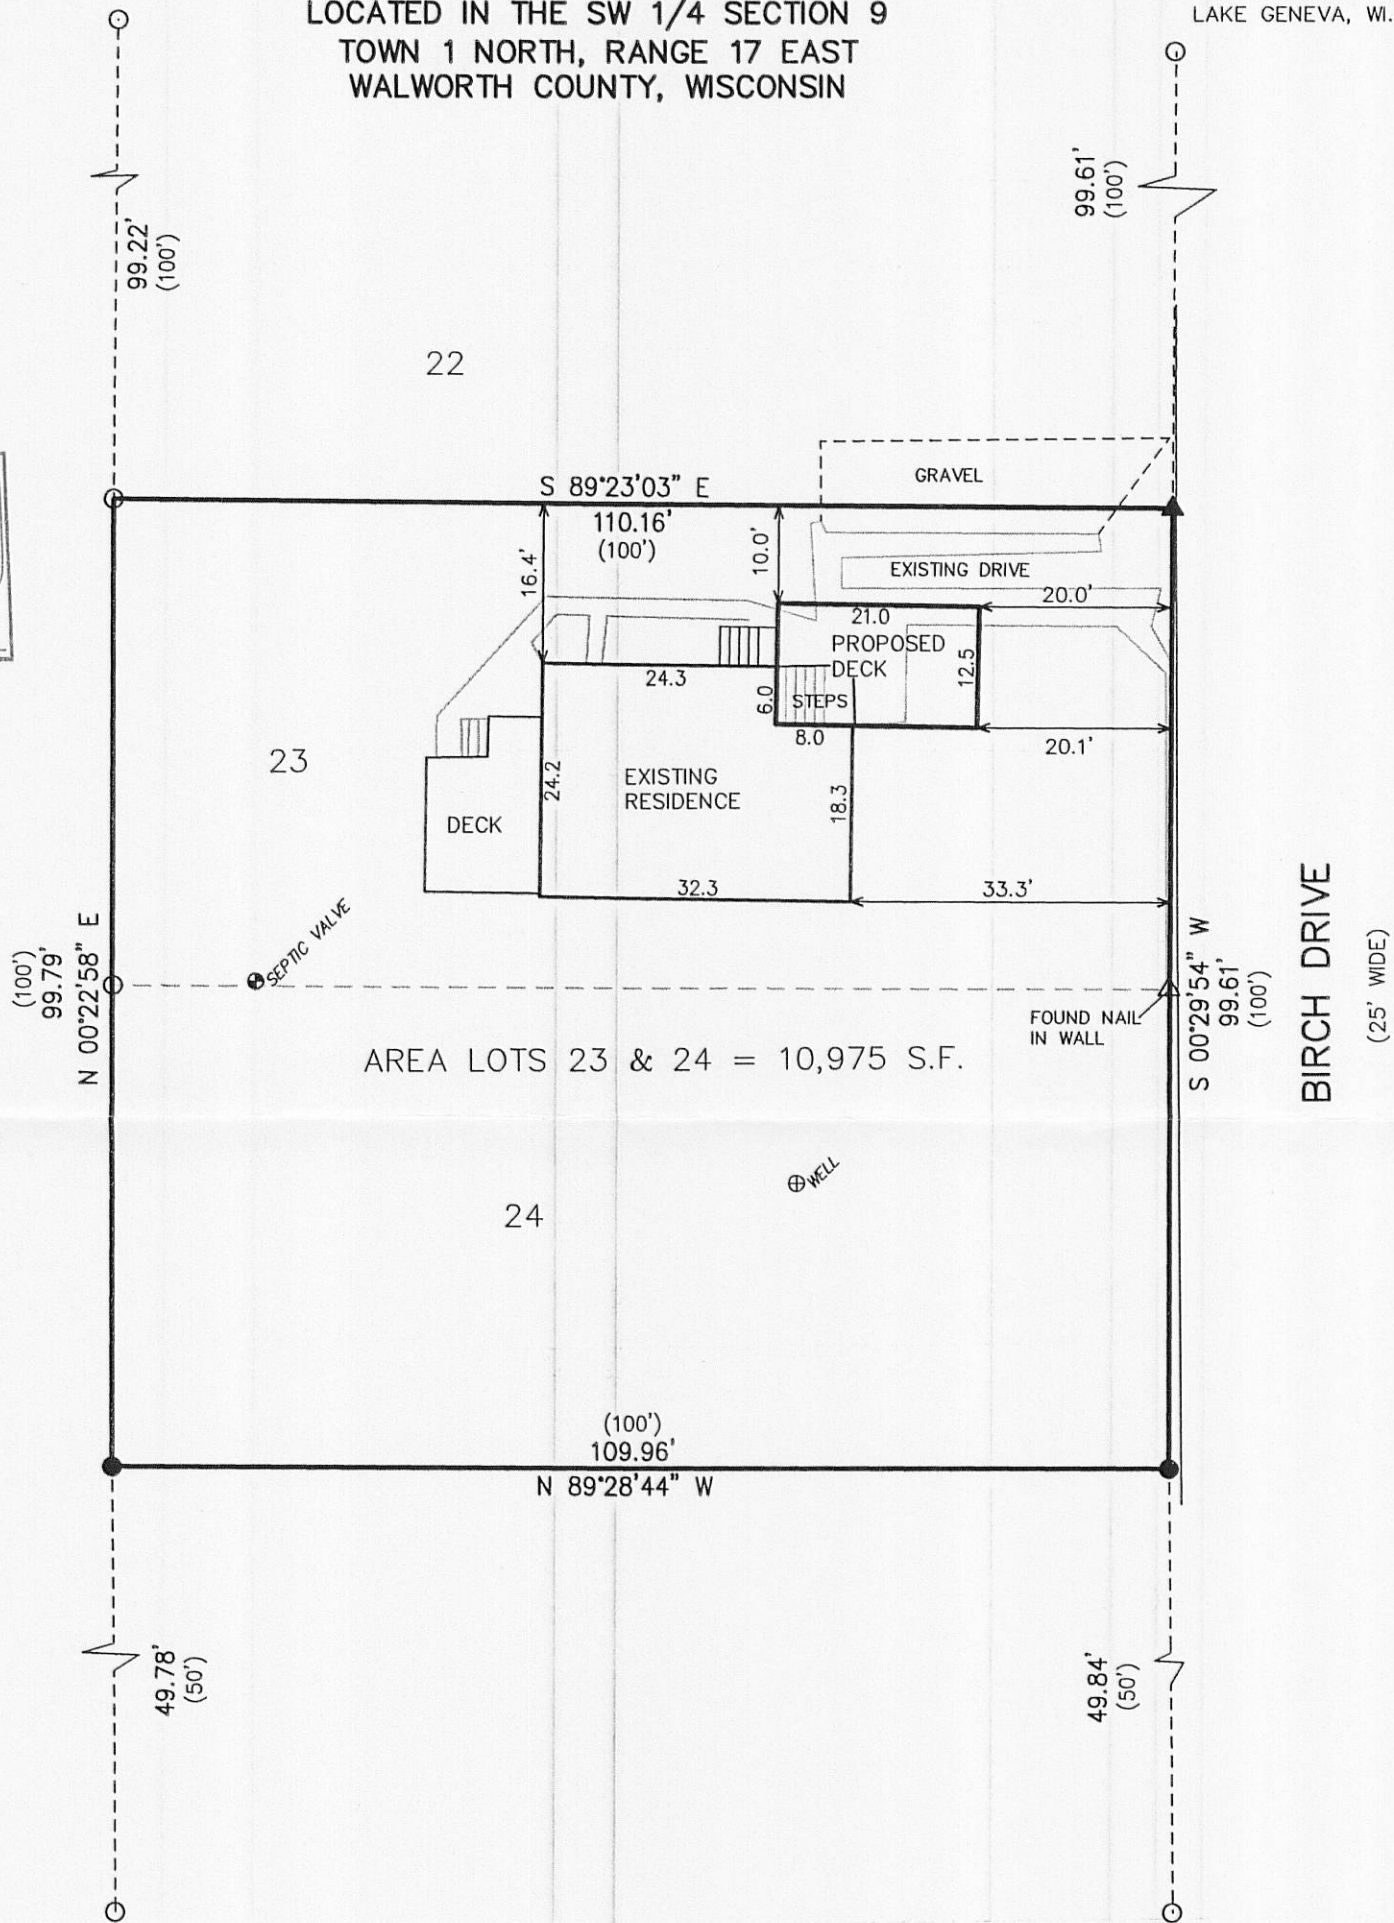 LOCATED IN THE SW 1/4 SECTION 9
TOWN 1 NORTH, RANGE 17 EAST
WALWORTH COUNTY, WISCONSIN
LAKE GENEVA, WI.
99.22'
(100')
99.61'
(100')
22
GRAVEL
S 89°23'03" E
110.16'
(100')
16.4'
10.0'
EXISTING DRIVE
20.0'
21.0
PROPOSED
DECK
12.5
24.3
6.0
STEPS
8.0
20.1'
23
24.2
EXISTING
RESIDENCE
18.3
DECK
32.3
33.3'
SEPTIC VALVE
(100')
99.79'
N 00°22'58" E
FOUND NAIL
IN WALL
S 00°29'54" W
99.61'
(100')
BIRCH DRIVE
(25' WIDE)
AREA LOTS 23 & 24 = 10,975 S.F.
WELL
24
(100')
109.96'
N 89°28'44" W
49.78'
(50')
49.84'
(50')